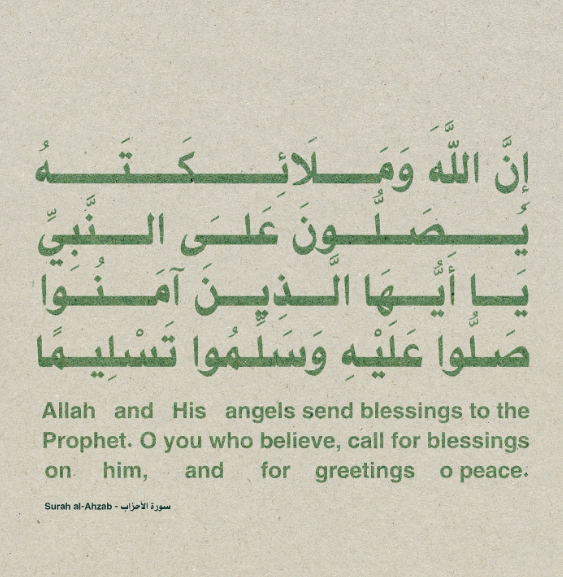 إِنَّ اللَّهَ وَمَلَائِكَتَهُ
يُصَلُّونَ عَلَى النَّبِيِّ
يَا أَيُّهَا الَّذِينَ آمَنُوا
صَلُّوا عَلَيْهِ وَسَلِّمُوا تَسْلِيمًا
Allah and His angels send blessings to the
Prophet. O you who believe, call for blessings
on him, and for greetings o peace.
Surah al-Ahzab - سورة الأحزاب